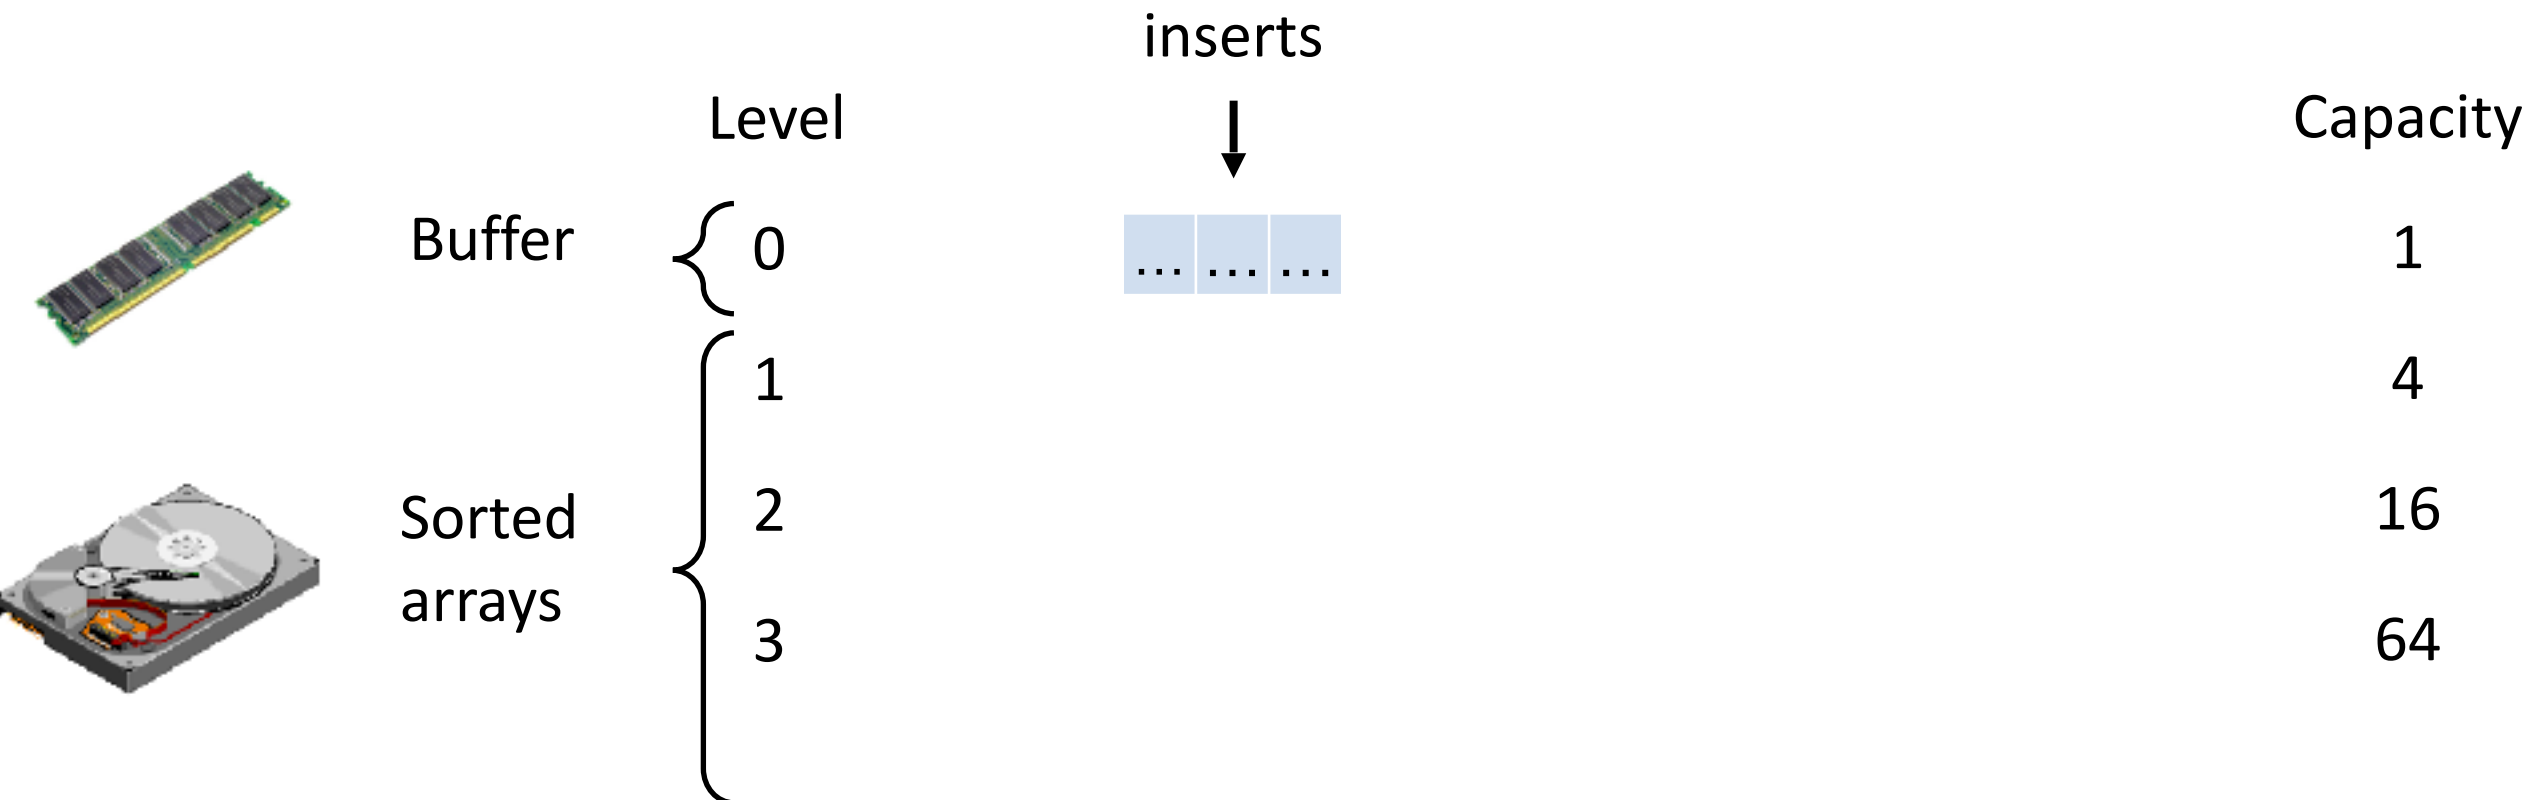 inserts
Level Capacity
Buffer 0 ... ... ... 1
1 4
Sorted 2 16
arrays
3 64